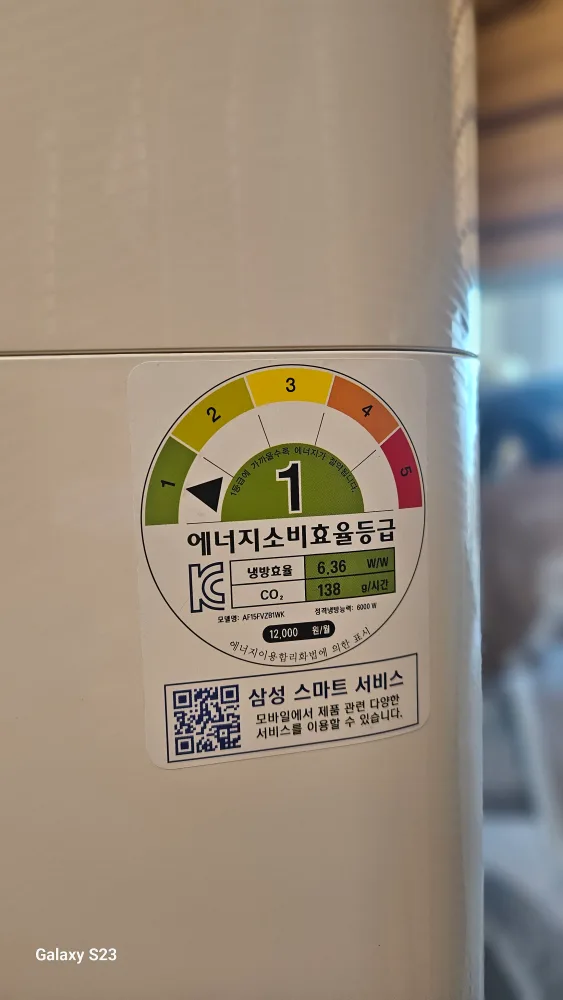 1
2
3
4
5
1등급에 가까울수록 에너지가 절약됩니다.
1
에너지소비효율등급
냉방효율 6.36 W/W
CO₂ 138 g/시간
모델명: AF15FVZB1WK 정격냉방능력: 6000 W
12,000 원/월
에너지이용합리화법에 의한 표시
삼성 스마트 서비스
모바일에서 제품 관련 다양한
서비스를 이용할 수 있습니다.
Galaxy S23